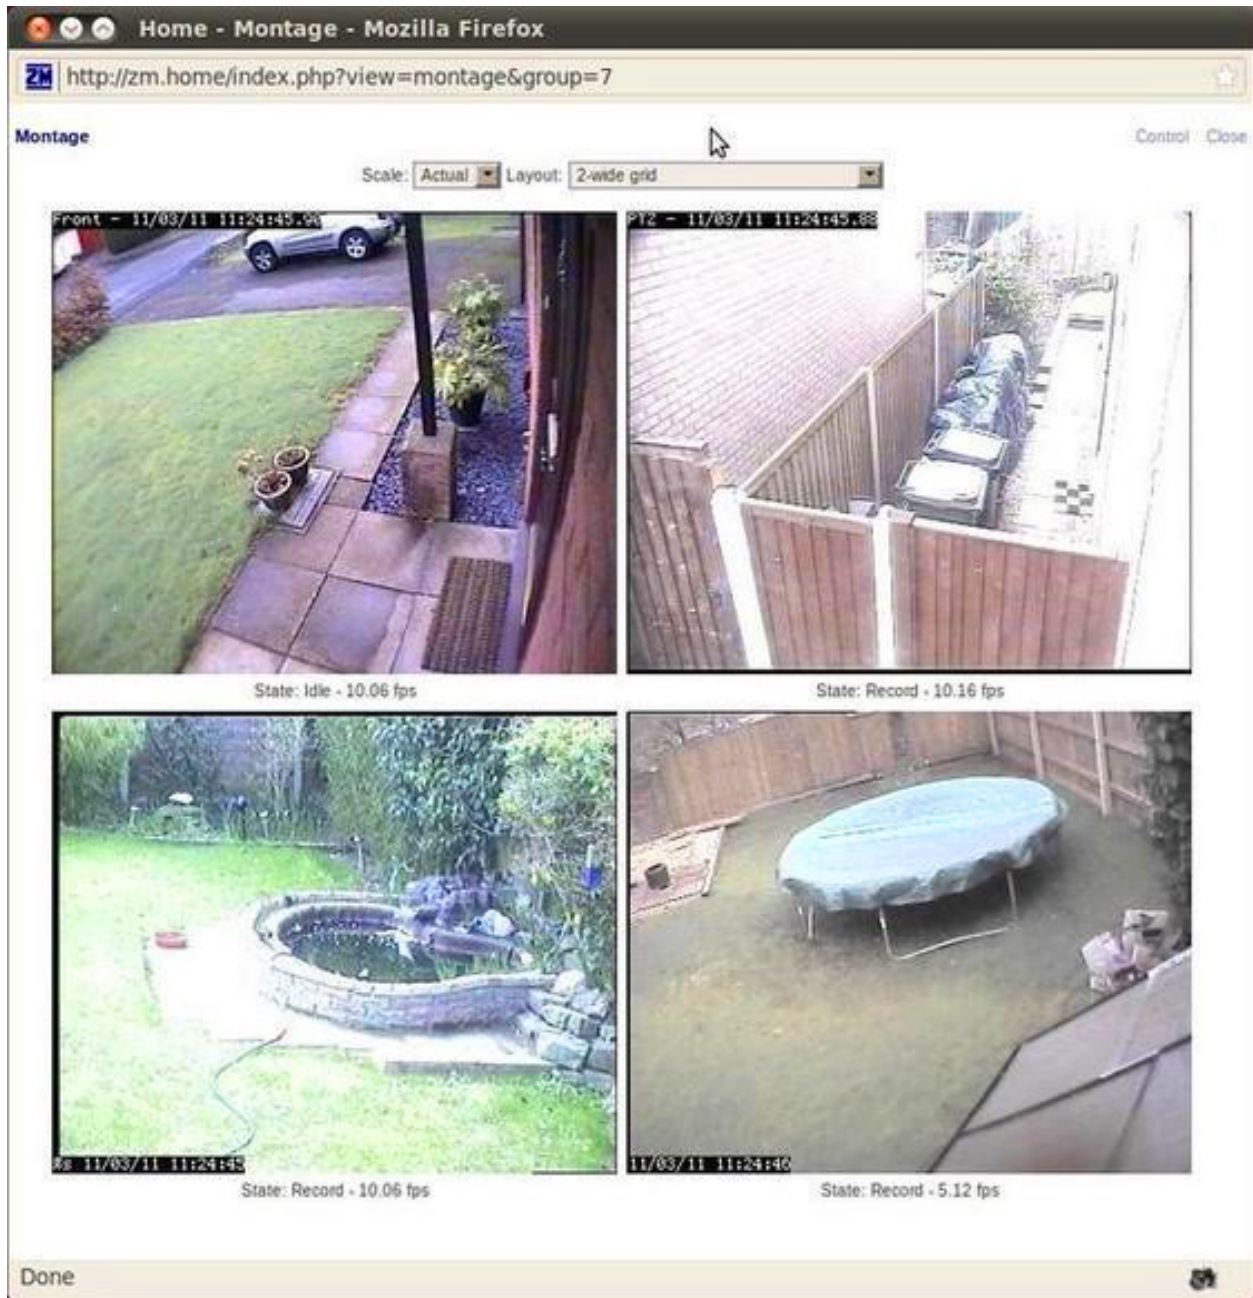 Home - Montage - Mozilla Firefox
ZM http://zm.home/index.php?view=montage&group=7
Montage
Control Close
Scale: Actual Layout: 2-wide grid
Front - 11/03/11 11:24:45.90
PTZ - 11/03/11 11:24:45.88
State: Idle - 10.06 fps
State: Record - 10.16 fps
11/03/11 11:24:45
11/03/11 11:24:46
State: Record - 10.06 fps
State: Record - 5.12 fps
Done